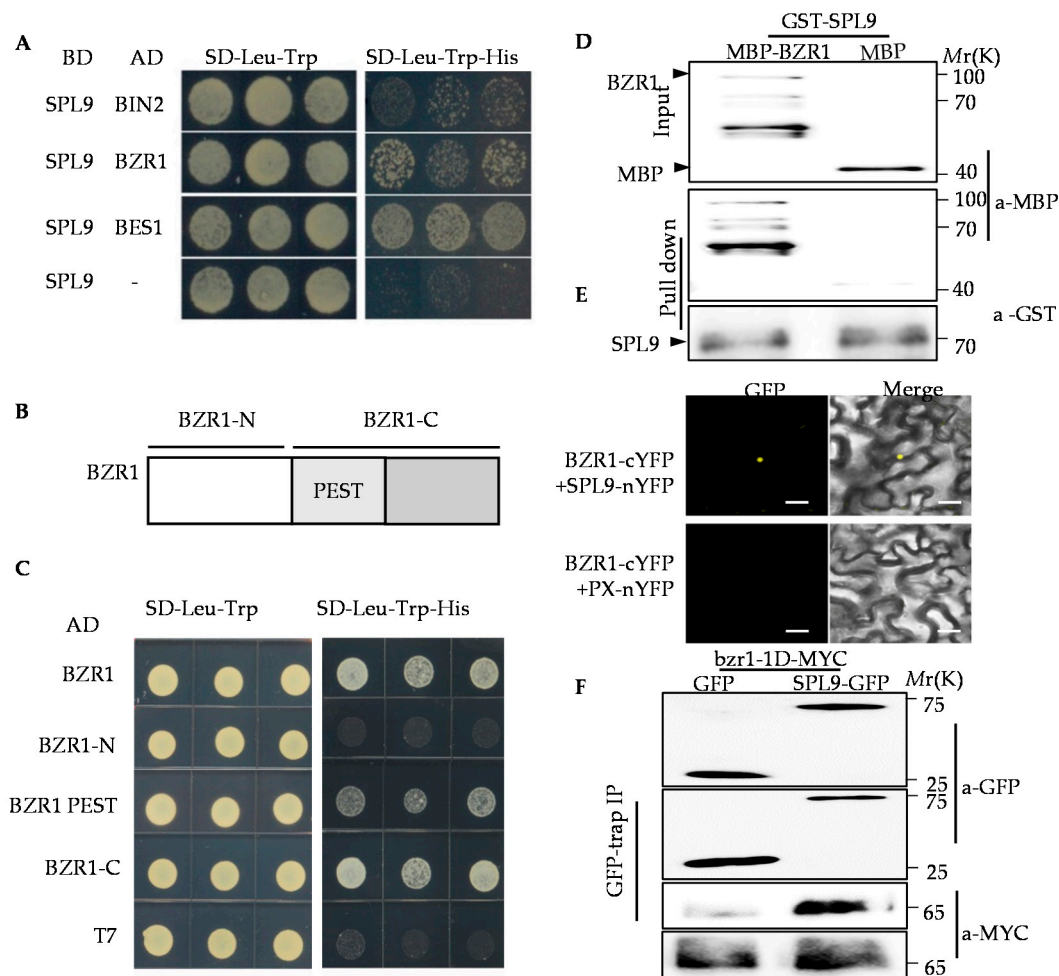 A
BD AD SD-Leu-Trp SD-Leu-Trp-His
SPL9 BIN2
SPL9 BZR1
SPL9 BES1
SPL9 -
B
BZR1-N BZR1-C
BZR1
PEST
C
SD-Leu-Trp SD-Leu-Trp-His
AD
BZR1
BZR1-N
BZR1 PEST
BZR1-C
T7
D
GST-SPL9
MBP-BZR1 MBP Mr(K)
BZR1
100
70
Input
MBP
40
a-MBP
100
70
Pull down
40
a -GST
SPL9
70
E
GFP Merge
BZR1-cYFP
+SPL9-nYFP
BZR1-cYFP
+PX-nYFP
F
bzr1-1D-MYC
GFP SPL9-GFP Mr(K)
75
25
a-GFP
75
GFP-trap IP
25
65
a-MYC
65